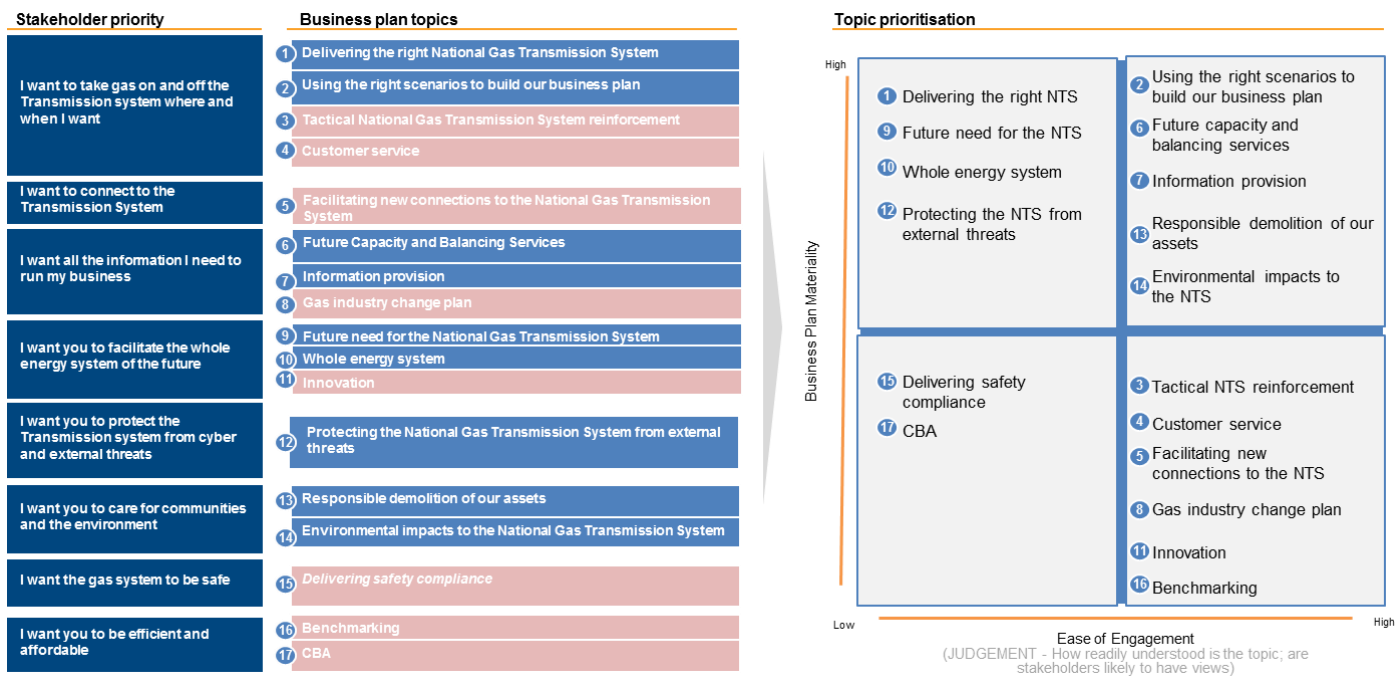 Stakeholder priority
Business plan topics
Topic prioritisation
I want to take gas on and off the
Transmission system where and
when I want
1 Delivering the right National Gas Transmission System
2 Using the right scenarios to build our business plan
3 Tactical National Gas Transmission System reinforcement
4 Customer service
I want to connect to the
Transmission System
5 Facilitating new connections to the National Gas Transmission
System
I want all the information I need to
run my business
6 Future Capacity and Balancing Services
7 Information provision
8 Gas industry change plan
I want you to facilitate the whole
energy system of the future
9 Future need for the National Gas Transmission System
10 Whole energy system
11 Innovation
I want you to protect the
Transmission system from cyber
and external threats
12 Protecting the National Gas Transmission System from external
threats
I want you to care for communities
and the environment
13 Responsible demolition of our assets
14 Environmental impacts to the National Gas Transmission System
I want the gas system to be safe
15 Delivering safety compliance
I want you to be efficient and
affordable
16 Benchmarking
17 CBA
Business Plan Materiality
High
1 Delivering the right NTS
9 Future need for the NTS
10 Whole energy system
12 Protecting the NTS from
external threats
2 Using the right scenarios to
build our business plan
6 Future capacity and
balancing services
7 Information provision
13 Responsible demolition of our
assets
14 Environmental impacts to
the NTS
15 Delivering safety
compliance
17 CBA
3 Tactical NTS reinforcement
4 Customer service
5 Facilitating new
connections to the NTS
8 Gas industry change plan
11 Innovation
16 Benchmarking
Low
High
Ease of Engagement
(JUDGEMENT - How readily understood is the topic; are
stakeholders likely to have views)